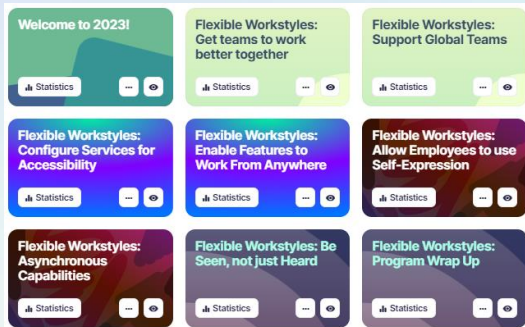 Welcome to 2023!
Statistics
Flexible Workstyles:
Get teams to work
better together
Statistics
Flexible Workstyles:
Support Global Teams
Statistics
Flexible Workstyles:
Configure Services for
Accessibility
Statistics
Flexible Workstyles:
Enable Features to
Work From Anywhere
Statistics
Flexible Workstyles:
Allow Employees to use
Self-Expression
Statistics
Flexible Workstyles:
Asynchronous
Capabilities
Statistics
Flexible Workstyles: Be
Seen, not just Heard
Statistics
Flexible Workstyles:
Program Wrap Up
Statistics